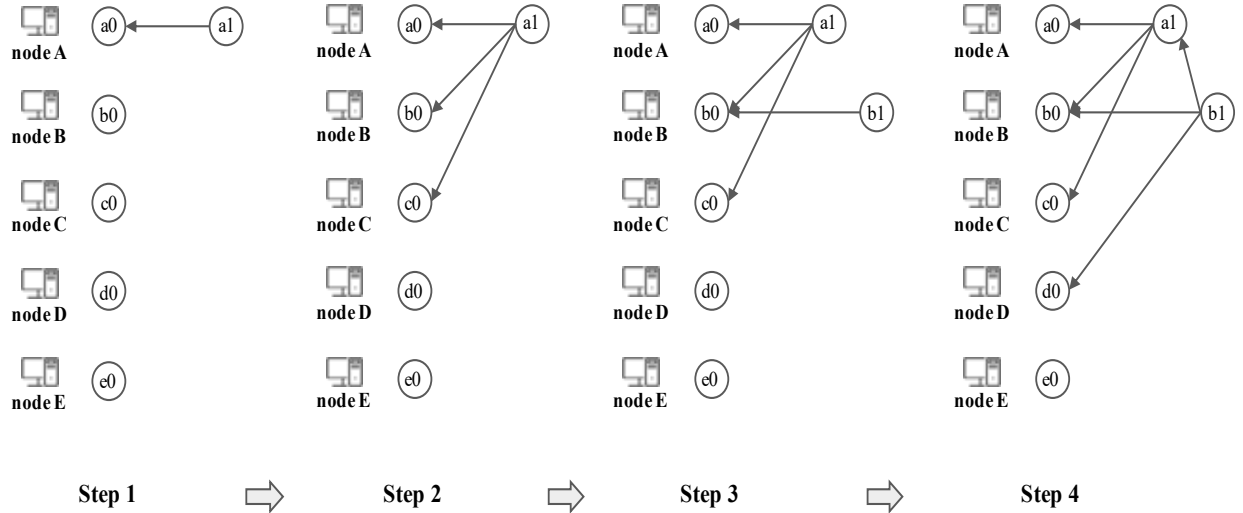 a0 a1
node A
b0
node B
c0
node C
d0
node D
e0
node E
Step 1
a0 a1
node A
b0
node B
c0
node C
d0
node D
e0
node E
Step 2
a0 a1
node A
b0 b1
node B
c0
node C
d0
node D
e0
node E
Step 3
a0 a1
node A
b0 b1
node B
c0
node C
d0
node D
e0
node E
Step 4